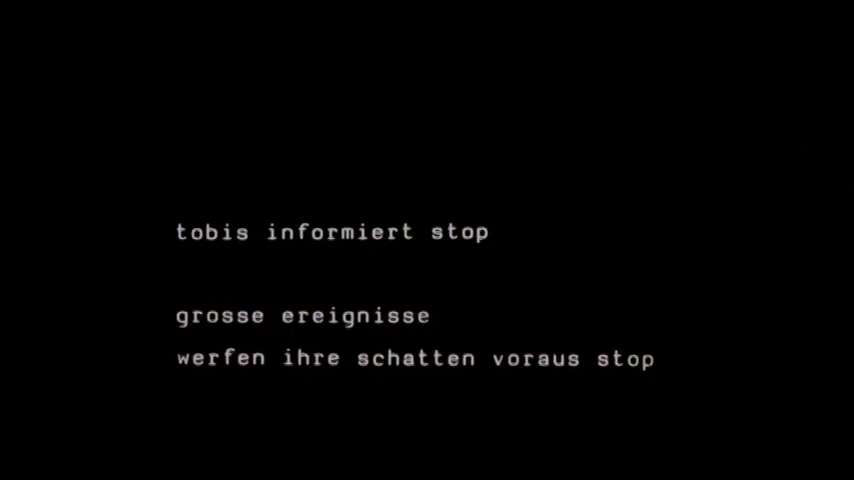 tobis informiert stop
grosse ereignisse
werfen ihre schatten voraus stop